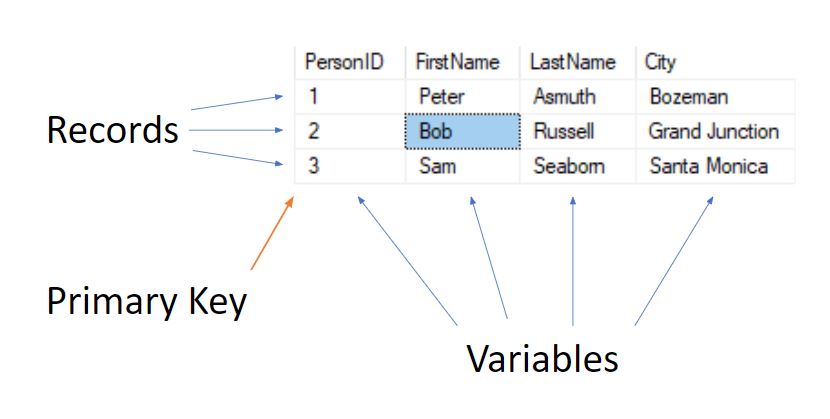 PersonID FirstName LastName City
1 Peter Asmuth Bozeman
Records 2 Bob Russell Grand Junction
3 Sam Seaborn Santa Monica
Primary Key
Variables